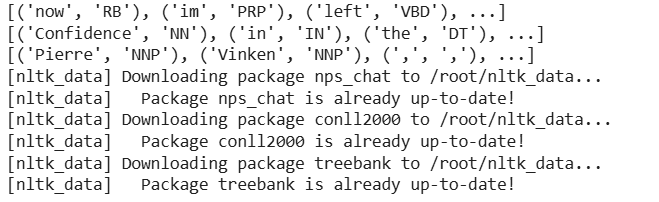 [('now', 'RB'), ('im', 'PRP'), ('left', 'VBD'), ...]
[('Confidence', 'NN'), ('in', 'IN'), ('the', 'DT'), ...]
[('Pierre', 'NNP'), ('Vinken', 'NNP'), (',', ','), ...]
[nltk_data] Downloading package nps_chat to /root/nltk_data...
[nltk_data]   Package nps_chat is already up-to-date!
[nltk_data] Downloading package conll2000 to /root/nltk_data...
[nltk_data]   Package conll2000 is already up-to-date!
[nltk_data] Downloading package treebank to /root/nltk_data...
[nltk_data]   Package treebank is already up-to-date!